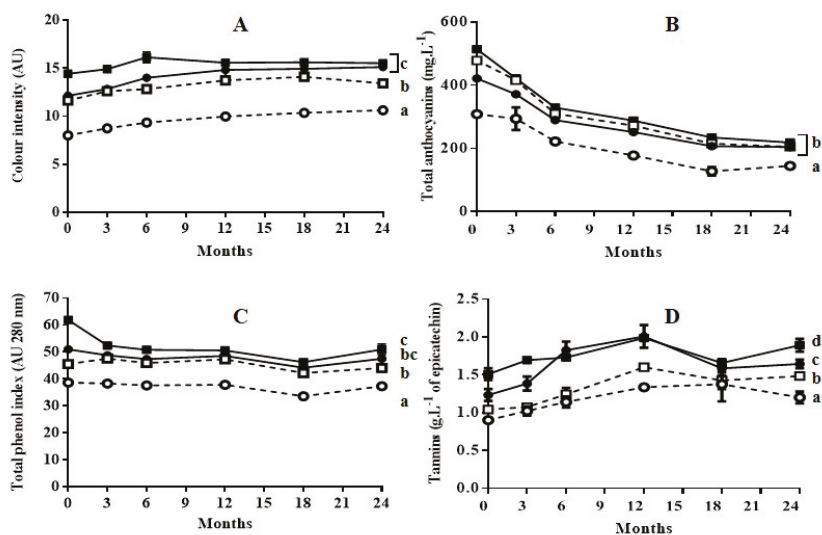 A
Colour intensity (AU)
20
15
10
5
0
c
b
a
0 3 6 9 12 15 18 21 24
Months
B
Total anthocyanins (mg.L⁻¹)
600
400
200
0
b
a
0 3 6 9 12 15 18 21 24
Months
C
Total phenol index (AU 280 nm)
70
60
50
40
30
20
10
0
c
bc
b
a
0 3 6 9 12 15 18 21 24
Months
D
Tannins (g.L⁻¹ of epicatechin)
2.5
2.0
1.5
1.0
0.5
0.0
d
c
b
a
0 3 6 9 12 15 18 21 24
Months